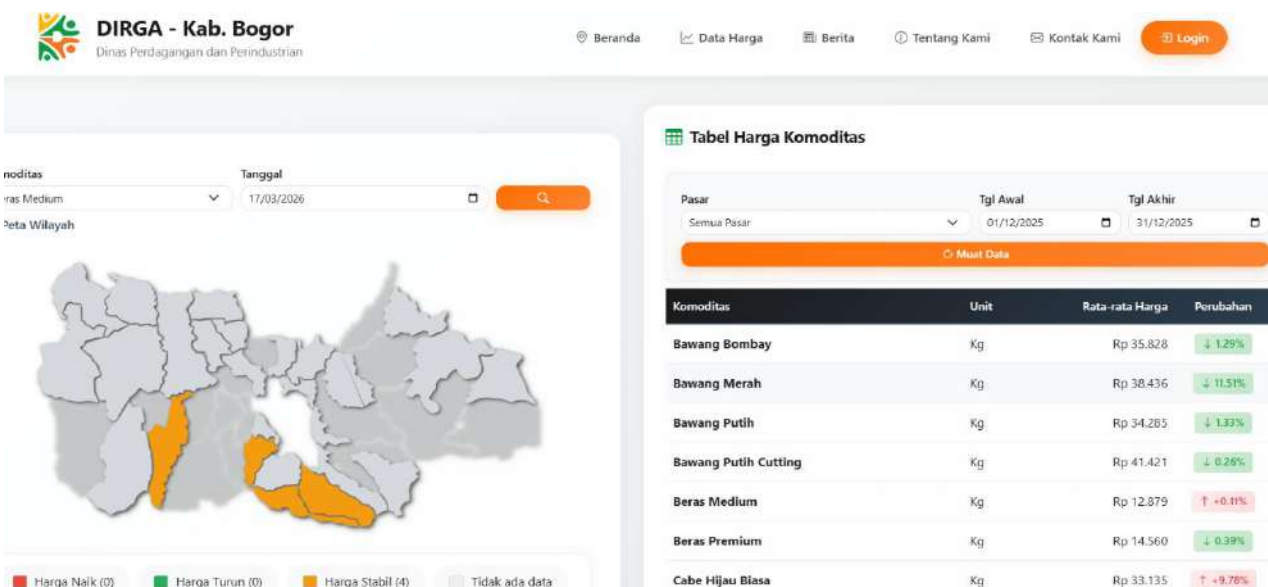 DIRGA - Kab. Bogor
Dinas Perdagangan dan Perindustrian
Beranda
Data Harga
Berita
Tentang Kami
Kontak Kami
Login
moditas
Tanggal
ras Medium
17/03/2026
Peta Wilayah
Harga Naik (0)
Harga Turun (0)
Harga Stabil (4)
Tidak ada data
Tabel Harga Komoditas
Pasar
Tgl Awal
Tgl Akhir
Semua Pasar
01/12/2025
31/12/2025
Muat Data
Komoditas Unit Rata-rata Harga Perubahan
Bawang Bombay Kg Rp 35.828 ↓ 1.29%
Bawang Merah Kg Rp 38.436 ↓ 11.51%
Bawang Putih Kg Rp 34.285 ↓ 1.33%
Bawang Putih Cutting Kg Rp 41.421 ↓ 0.26%
Beras Medium Kg Rp 12.879 ↑ +0.11%
Beras Premium Kg Rp 14.560 ↓ 0.39%
Cabe Hijau Biasa Kg Rp 33.135 ↑ +9.78%